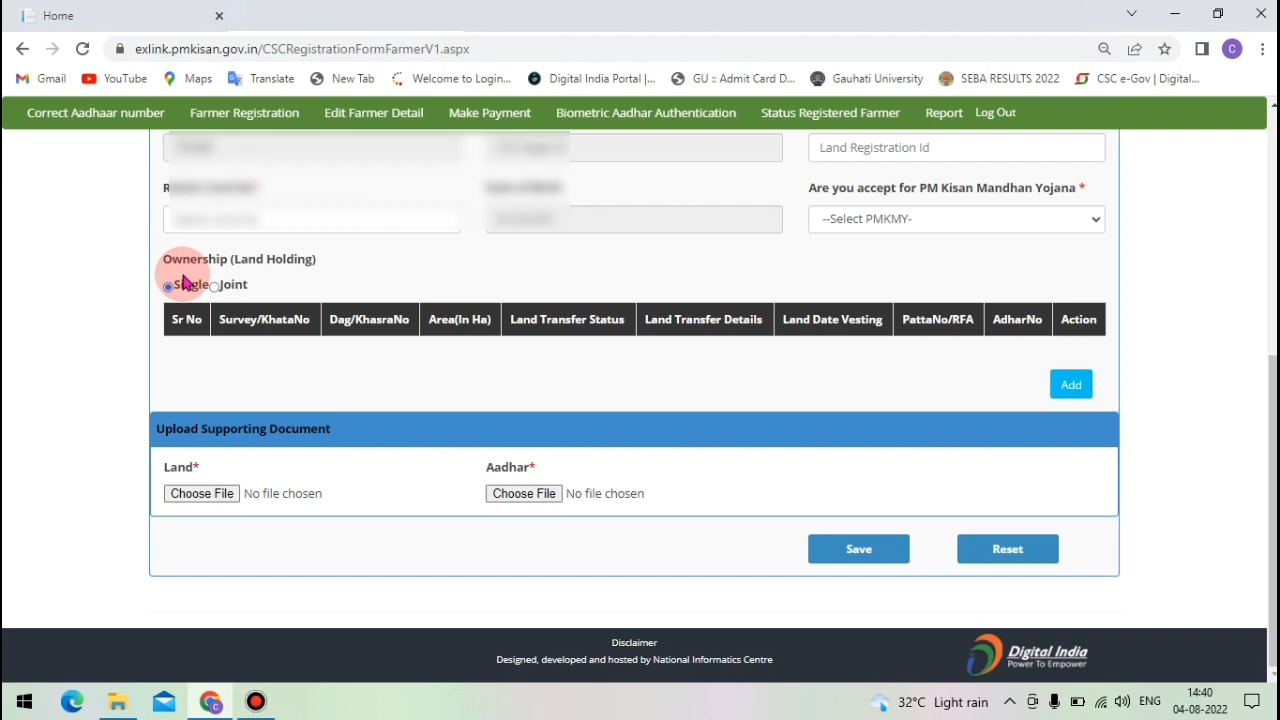 Home
exlink.pmkisan.gov.in/CSCRegistrationFormFarmerV1.aspx
Gmail YouTube Maps Translate New Tab Welcome to Login... Digital India Portal |... GU :: Admit Card D... Gauhati University SEBA RESULTS 2022 CSC e-Gov | Digital...
Correct Aadhaar number Farmer Registration Edit Farmer Detail Make Payment Biometric Aadhar Authentication Status Registered Farmer Report Log Out
Land Registration Id
Are you accept for PM Kisan Mandhan Yojana *
--Select PMKMY-
Ownership (Land Holding)
Single Joint
Sr No Survey/KhataNo Dag/KhasraNo Area(In Ha) Land Transfer Status Land Transfer Details Land Date Vesting PattaNo/RFA AdharNo Action
Add
Upload Supporting Document
Land* Aadhar*
Choose File No file chosen Choose File No file chosen
Save Reset
Disclaimer
Designed, developed and hosted by National Informatics Centre
Digital India
Power To Empower
32°C Light rain ENG 14:40
04-08-2022